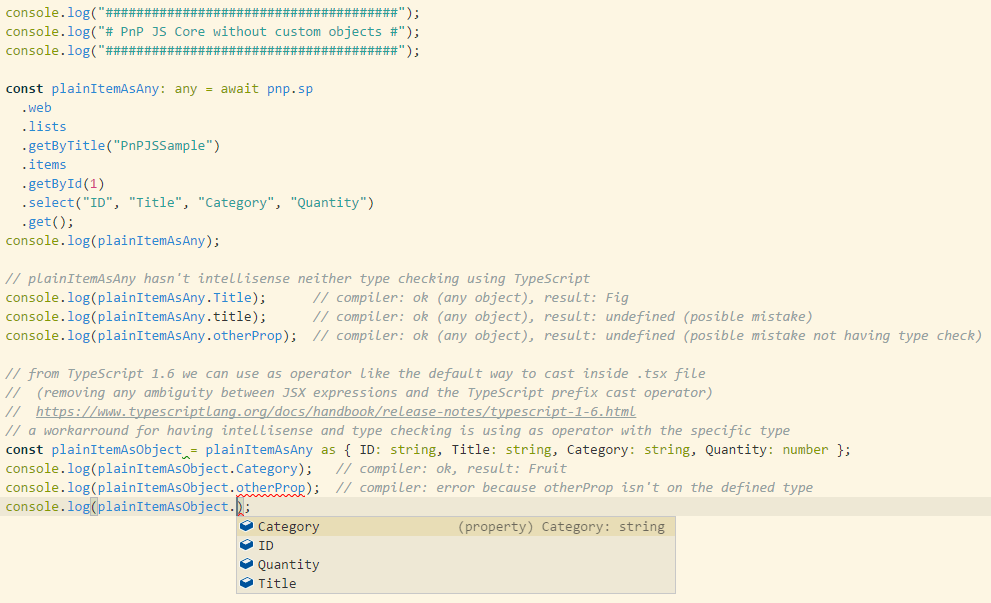 console.log("######################################");
console.log("# PnP JS Core without custom objects #");
console.log("######################################");
const plainItemAsAny: any = await pnp.sp
.web
.lists
.getByTitle("PnPJSSample")
.items
.getById(1)
.select("ID", "Title", "Category", "Quantity")
.get();
console.log(plainItemAsAny);
// plainItemAsAny hasn't intellisense neither type checking using TypeScript
console.log(plainItemAsAny.Title);      // compiler: ok (any object), result: Fig
console.log(plainItemAsAny.title);      // compiler: ok (any object), result: undefined (posible mistake)
console.log(plainItemAsAny.otherProp);  // compiler: ok (any object), result: undefined (posible mistake not having type check)
// from TypeScript 1.6 we can use as operator like the default way to cast inside .tsx file
//  (removing any ambiguity between JSX expressions and the TypeScript prefix cast operator)
//  https://www.typescriptlang.org/docs/handbook/release-notes/typescript-1-6.html
// a workarround for having intellisense and type checking is using as operator with the specific type
const plainItemAsObject = plainItemAsAny as { ID: string, Title: string, Category: string, Quantity: number };
console.log(plainItemAsObject.Category);   // compiler: ok, result: Fruit
console.log(plainItemAsObject.otherProp);  // compiler: error because otherProp isn't on the defined type
console.log(plainItemAsObject.);
Category (property) Category: string
ID
Quantity
Title